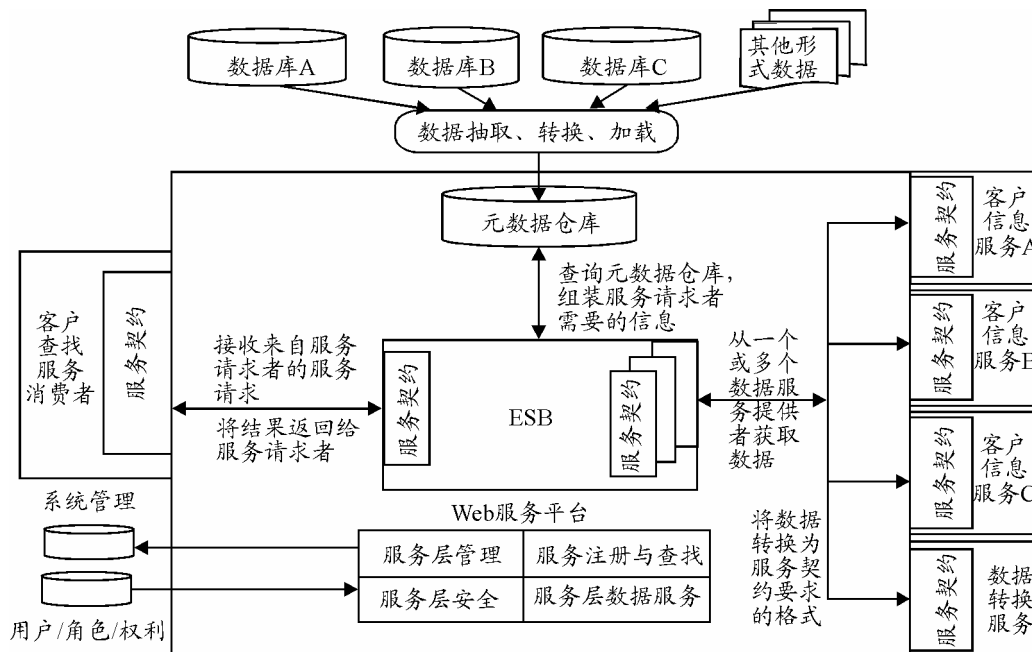 数据库A
数据库B
数据库C
其他形
式数据
数据抽取、转换、加载
元数据仓库
查询元数据仓库，
组装服务请求者
需要的信息
客户
查找
服务
消费者
服务契约
接收来自服务
请求者的服务
请求
将结果返回给
服务请求者
服务契约
ESB
服务契约
从一个
或多个
数据服
务提供
者获取
数据
将数据
转换为
服务契
约要求
的格式
服务契约
客户
信息
服务A
服务契约
客户
信息
服务B
服务契约
客户
信息
服务C
服务契约
数据
转换
服务
系统管理
用户/角色/权利
Web服务平台
服务层管理
服务注册与查找
服务层安全
服务层数据服务